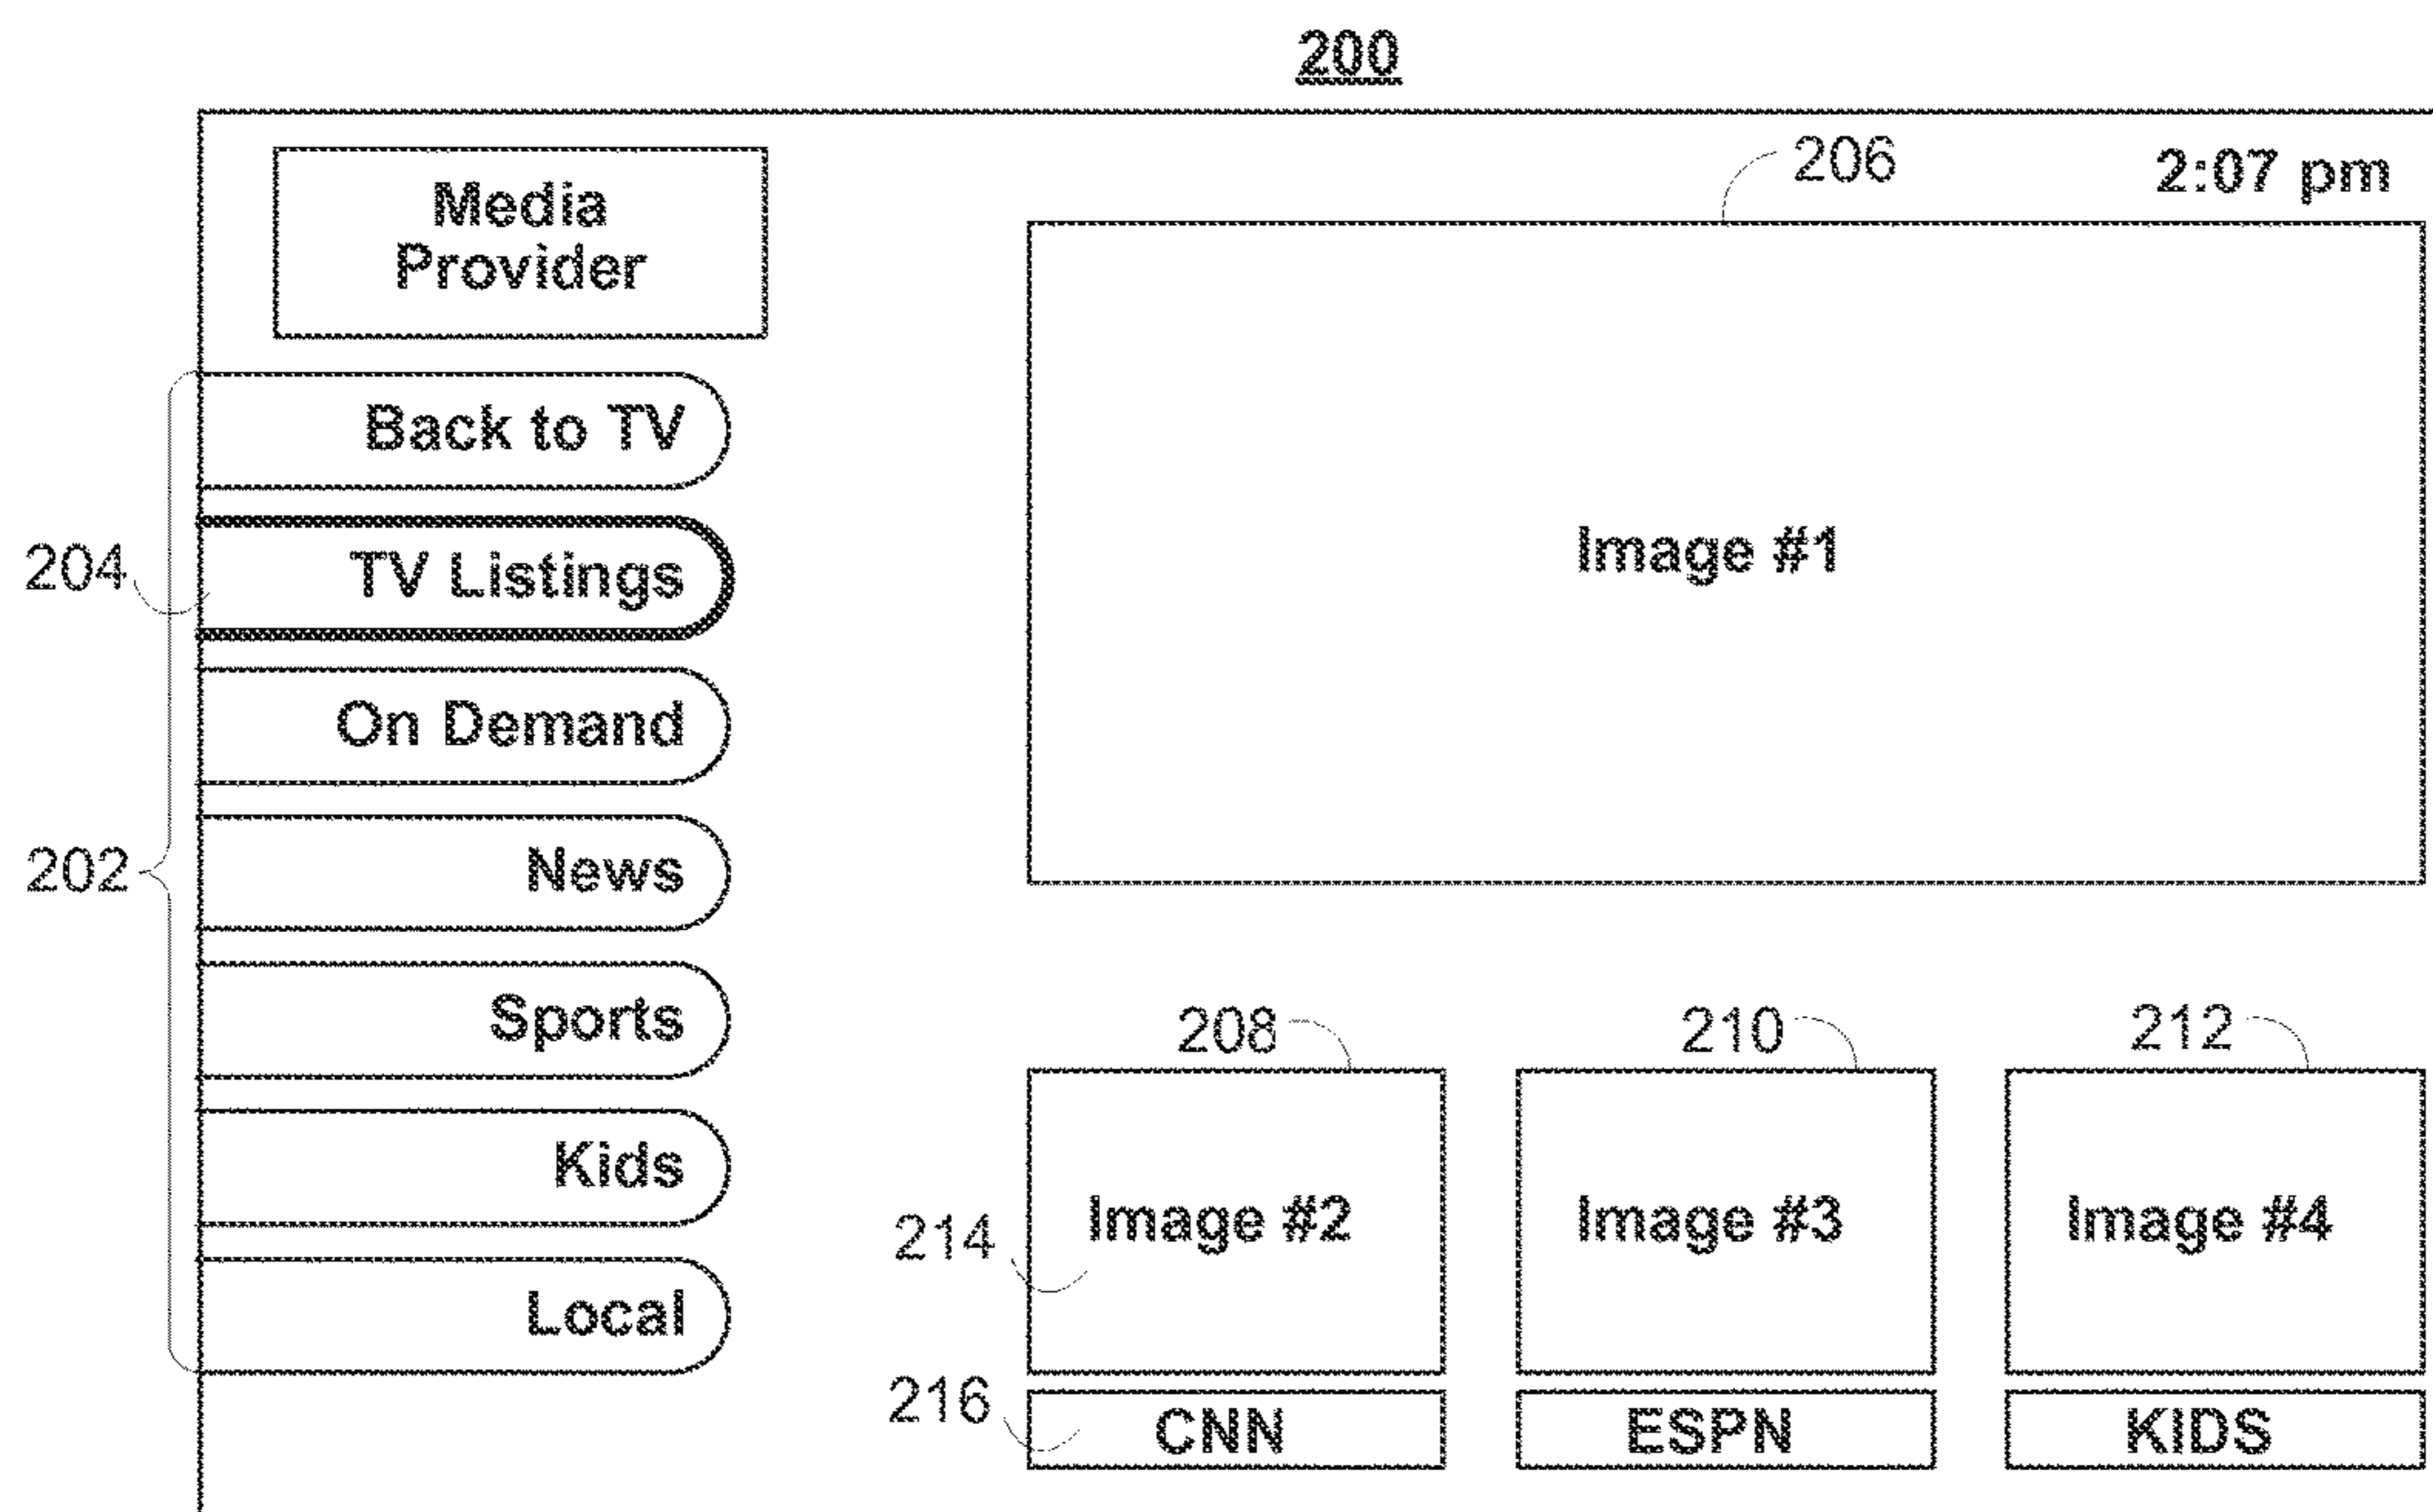 200
206
2:07 pm
Media
Provider
Image #1
Back to TV
204
TV Listings
On Demand
202
News
Sports
Kids
Local
208
210
212
214
Image #2
Image #3
Image #4
216
CNN
ESPN
KIDS